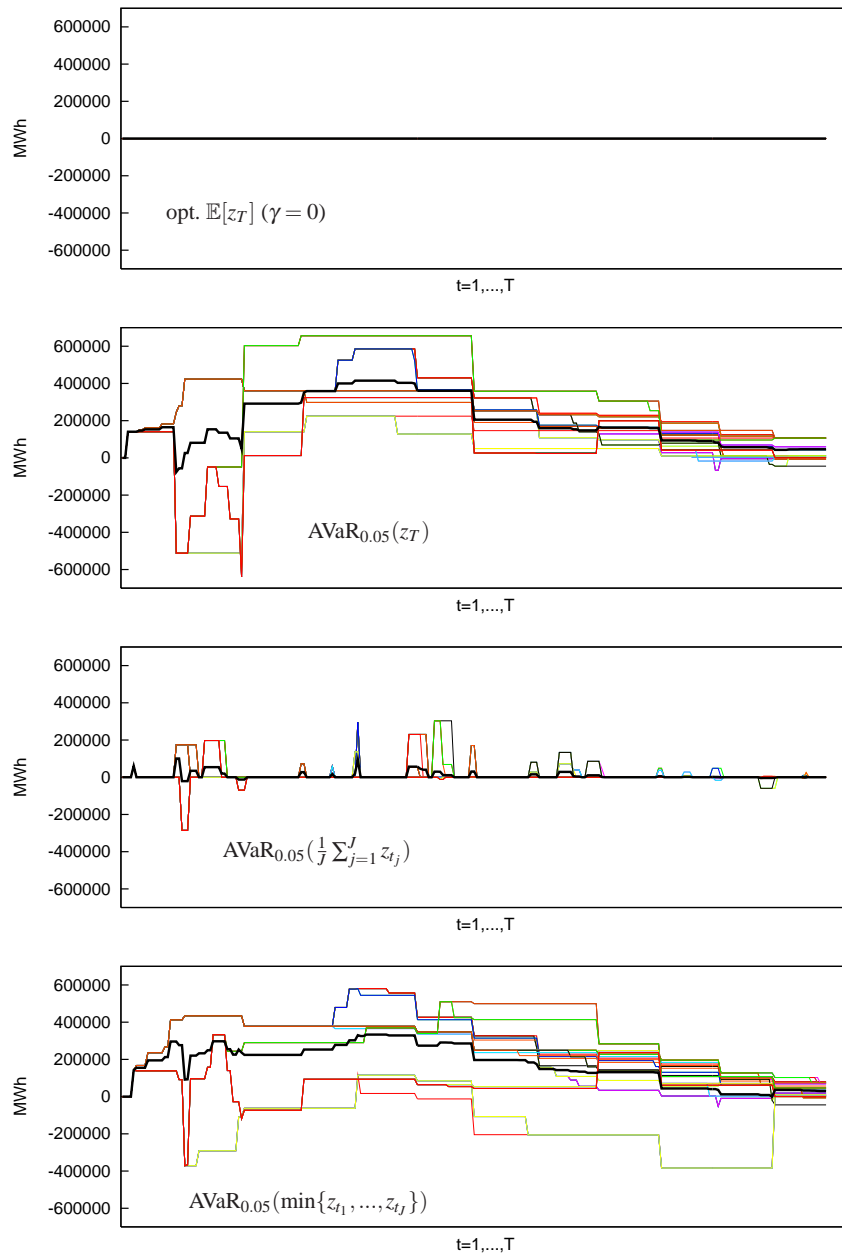 600000
400000
200000
0
-200000
-400000
-600000
MWh
opt. 𝔼[z_T] (γ = 0)
t=1,...,T
600000
400000
200000
0
-200000
-400000
-600000
MWh
AVaR_{0.05}(z_T)
t=1,...,T
600000
400000
200000
0
-200000
-400000
-600000
MWh
AVaR_{0.05}(\frac{1}{J} ∑_{j=1}^{J} z_{t_j})
t=1,...,T
600000
400000
200000
0
-200000
-400000
-600000
MWh
AVaR_{0.05}(min{z_{t_1},...,z_{t_J}})
t=1,...,T